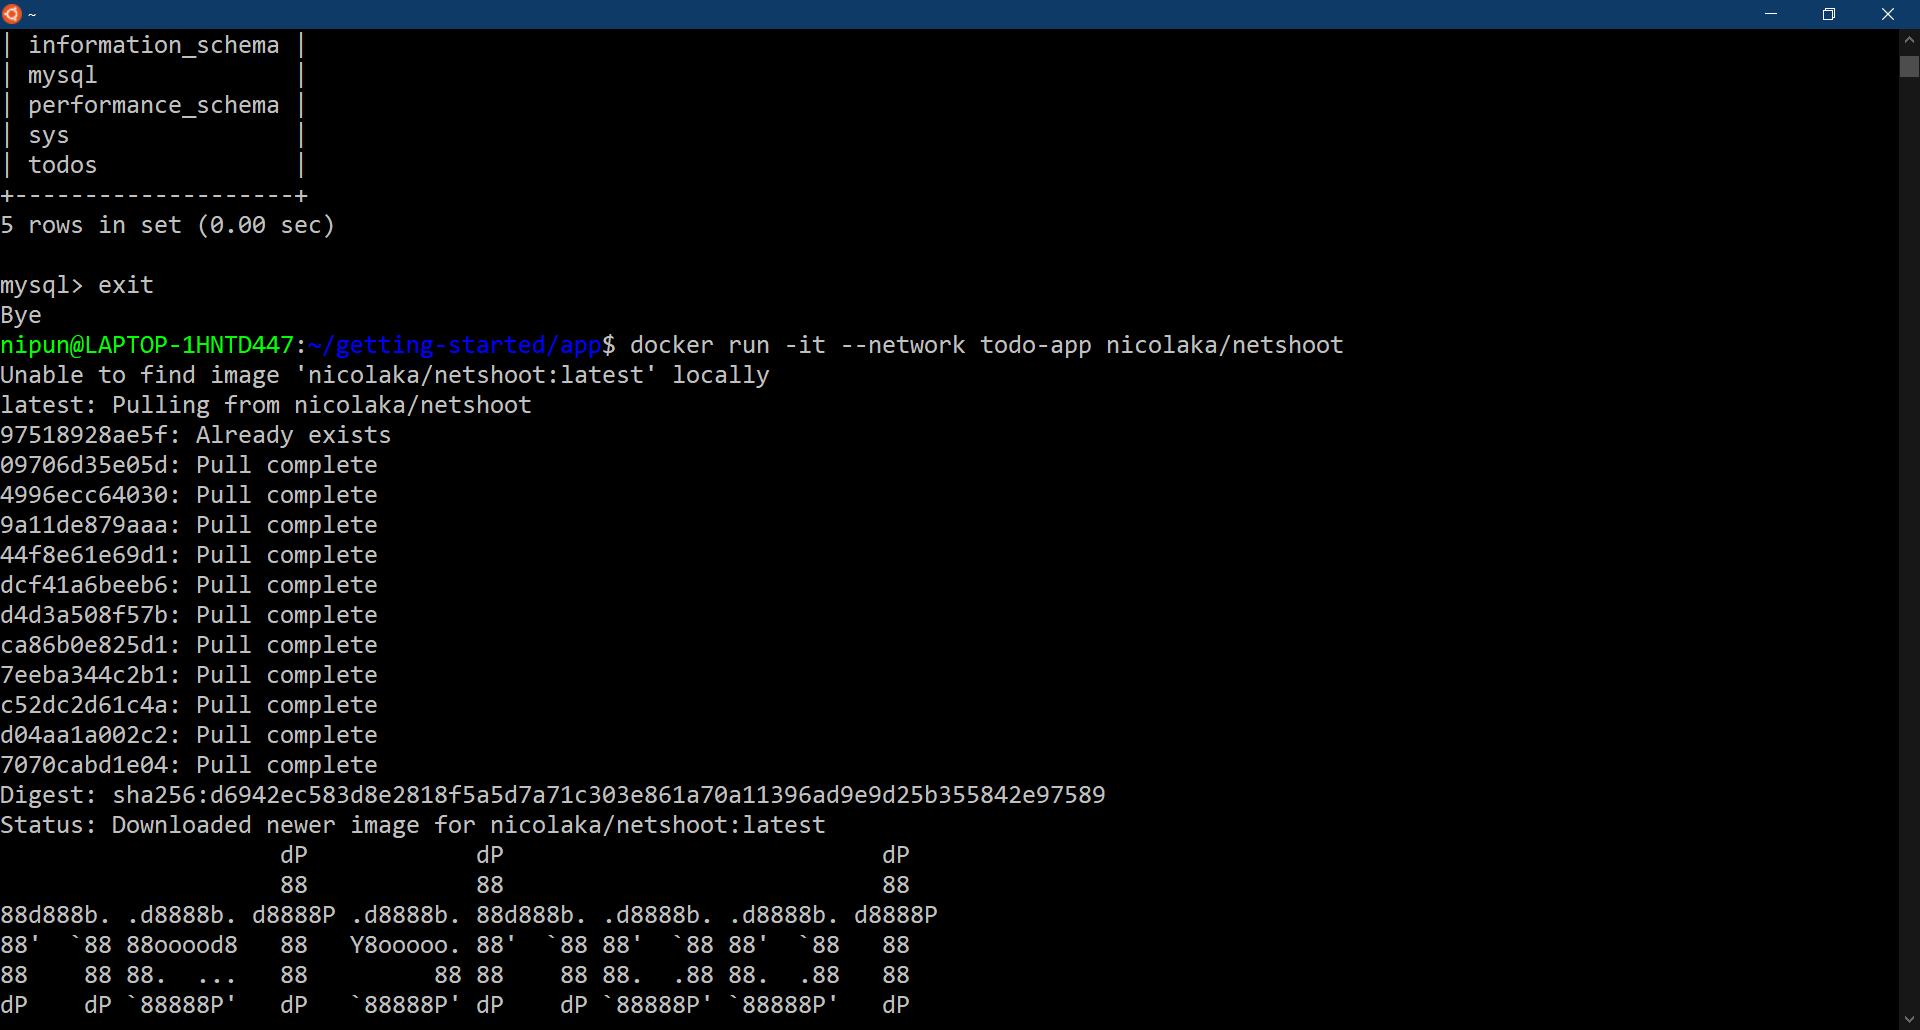 ~
| information_schema |
| mysql              |
| performance_schema |
| sys                |
| todos              |
+--------------------+
5 rows in set (0.00 sec)

mysql> exit
Bye
nipun@LAPTOP-1HNTD447:~/getting-started/app$ docker run -it --network todo-app nicolaka/netshoot
Unable to find image 'nicolaka/netshoot:latest' locally
latest: Pulling from nicolaka/netshoot
97518928ae5f: Already exists
09706d35e05d: Pull complete
4996ecc64030: Pull complete
9a11de879aaa: Pull complete
44f8e61e69d1: Pull complete
dcf41a6beeb6: Pull complete
d4d3a508f57b: Pull complete
ca86b0e825d1: Pull complete
7eeba344c2b1: Pull complete
c52dc2d61c4a: Pull complete
d04aa1a002c2: Pull complete
7070cabd1e04: Pull complete
Digest: sha256:d6942ec583d8e2818f5a5d7a71c303e861a70a11396ad9e9d25b355842e97589
Status: Downloaded newer image for nicolaka/netshoot:latest
                    dP            dP                           dP
                    88            88                           88
88d888b. .d8888b. d8888P .d8888b. 88d888b. .d8888b. .d8888b. d8888P
88'  `88 88ooood8   88   Y8ooooo. 88'  `88 88'  `88 88'  `88   88
88    88 88.  ...   88         88 88    88 88.  .88 88.  .88   88
dP    dP `88888P'   dP   `88888P' dP    dP `88888P' `88888P'   dP